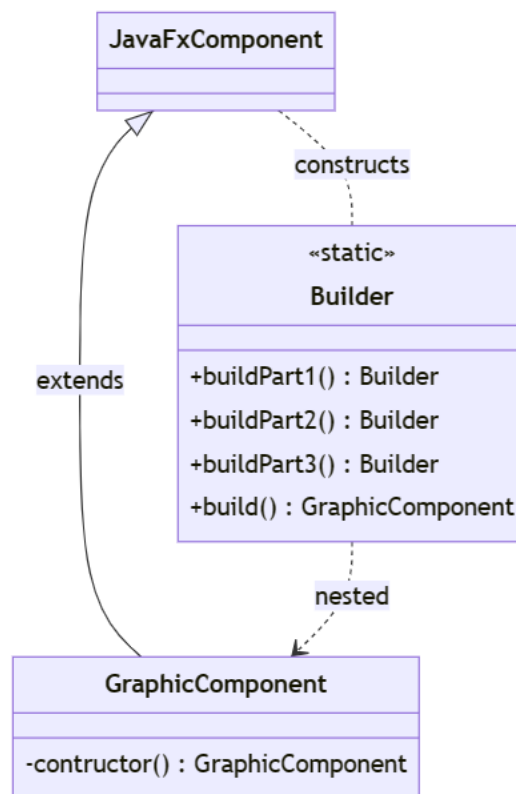 JavaFxComponent
constructs
«static»
Builder
extends
+buildPart1() : Builder
+buildPart2() : Builder
+buildPart3() : Builder
+build() : GraphicComponent
nested
GraphicComponent
-contructor() : GraphicComponent